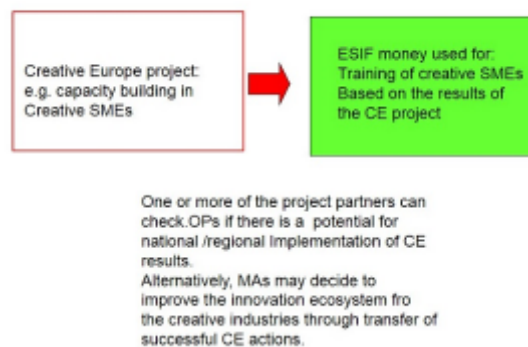 Creative Europe project:
e.g. capacity building in
Creative SMEs
ESIF money used for:
Training of creative SMEs
Based on the results of
the CE project
One or more of the project partners can
check.OPs if there is a  potential for
national /regional Implementation of CE
results.
Alternatively, MAs may decide to
improve the innovation ecosystem fro
the creative industries through transfer of
successful CE actions.